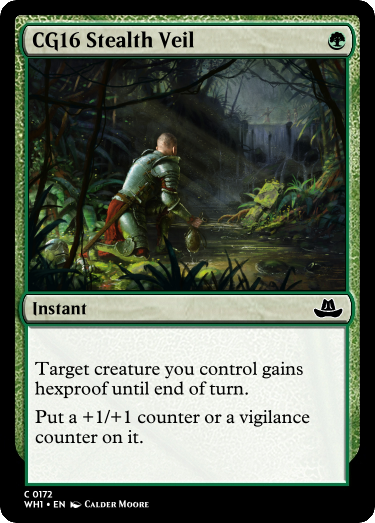 CG16 Stealth Veil
Instant
Target creature you control gains
hexproof until end of turn.
Put a +1/+1 counter or a vigilance
counter on it.
C 0172
WH1 • EN Calder Moore